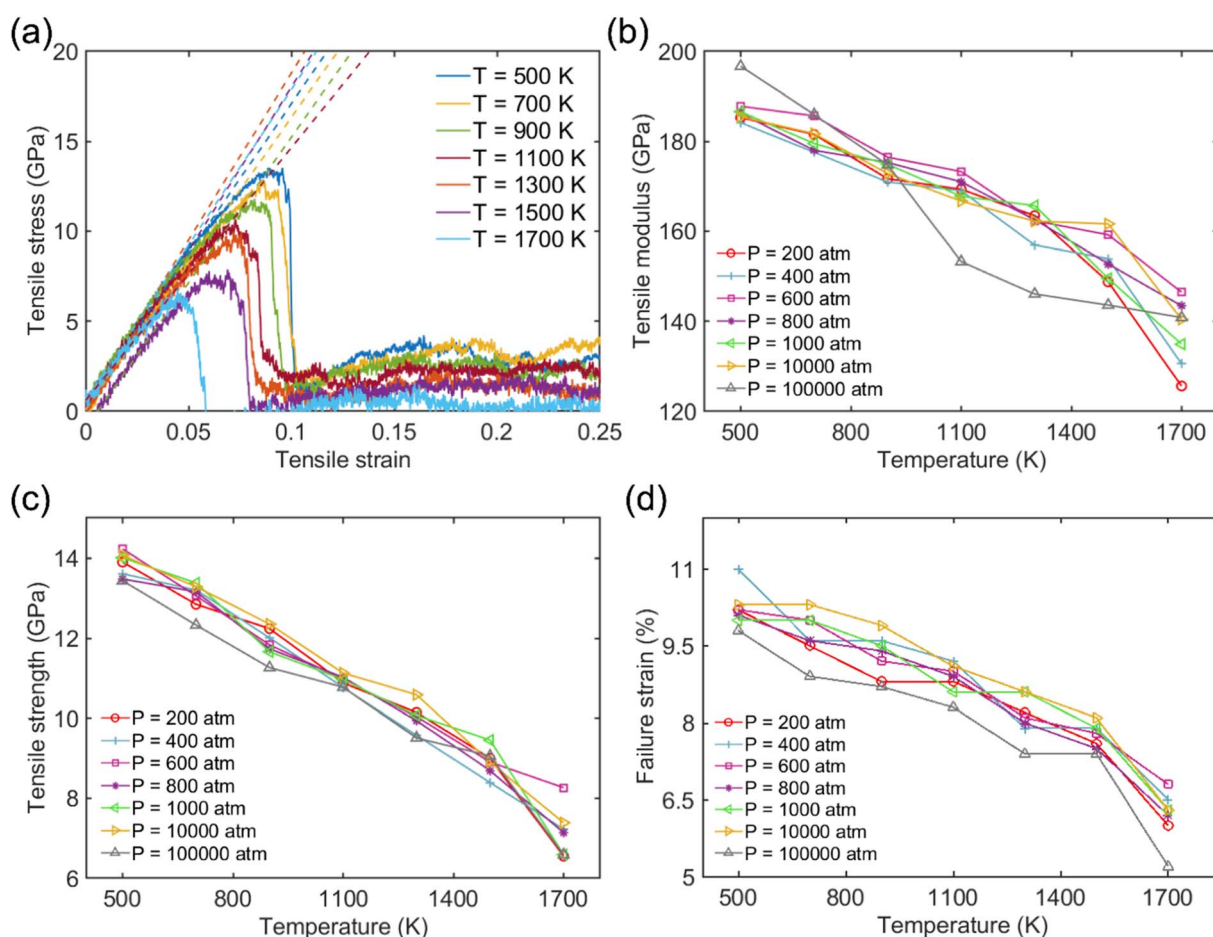 (a)
20
15
10
5
0
Tensile stress (GPa)
T = 500 K
T = 700 K
T = 900 K
T = 1100 K
T = 1300 K
T = 1500 K
T = 1700 K
0 0.05 0.1 0.15 0.2 0.25
Tensile strain
(b)
200
180
160
140
120
Tensile modulus (GPa)
P = 200 atm
P = 400 atm
P = 600 atm
P = 800 atm
P = 1000 atm
P = 10000 atm
P = 100000 atm
500 800 1100 1400 1700
Temperature (K)
(c)
14
12
10
8
6
Tensile strength (GPa)
P = 200 atm
P = 400 atm
P = 600 atm
P = 800 atm
P = 1000 atm
P = 10000 atm
P = 100000 atm
500 800 1100 1400 1700
Temperature (K)
(d)
11
9.5
8
6.5
5
Failure strain (%)
P = 200 atm
P = 400 atm
P = 600 atm
P = 800 atm
P = 1000 atm
P = 10000 atm
P = 100000 atm
500 800 1100 1400 1700
Temperature (K)